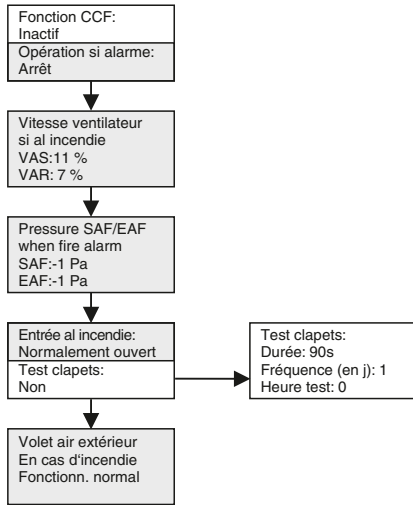 Fonction CCF:
Inactif
Opération si alarme:
Arrêt
Vitesse ventilateur
si al incendie
VAS:11 %
VAR: 7 %
Pressure SAF/EAF
when fire alarm
SAF:-1 Pa
EAF:-1 Pa
Entrée al incendie:
Normalement ouvert
Test clapets:
Non
Test clapets:
Durée: 90s
Fréquence (en j): 1
Heure test: 0
Volet air extérieur
En cas d'incendie
Fonctionn. normal